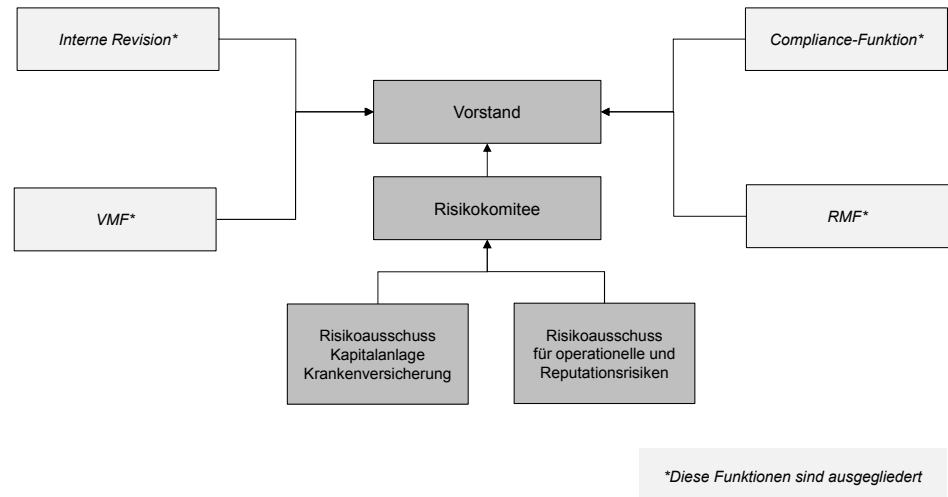 Interne Revision*
Compliance-Funktion*
Vorstand
VMF*
Risikokomitee
RMF*
Risikoausschuss
Kapitalanlage
Krankenversicherung
Risikoausschuss
für operationelle und
Reputationsrisiken
*Diese Funktionen sind ausgegliedert